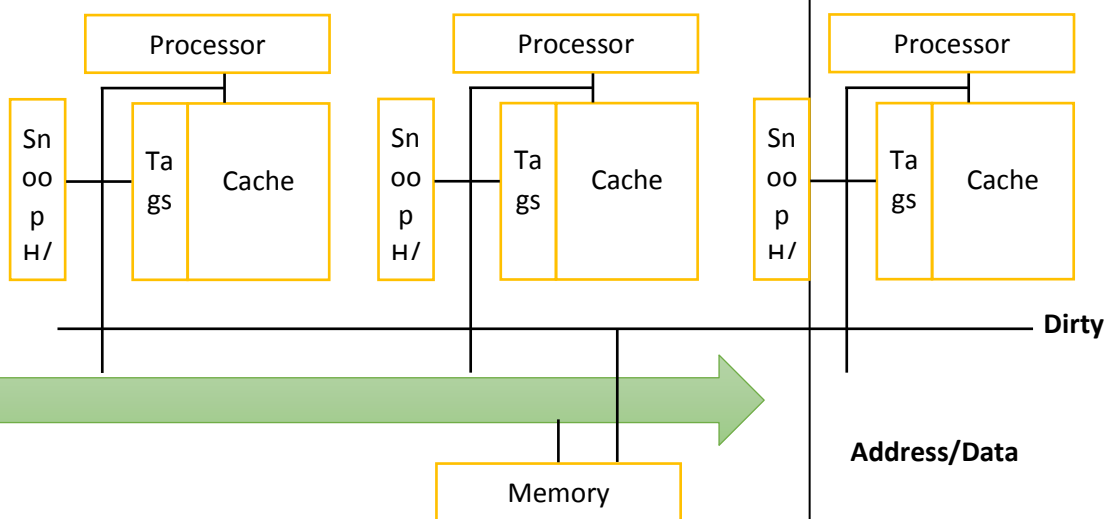 Processor
Processor
Processor
Sn
oo
p
H/
Ta
gs
Cache
Sn
oo
p
H/
Ta
gs
Cache
Sn
oo
p
H/
Ta
gs
Cache
Dirty
Address/Data
Memory